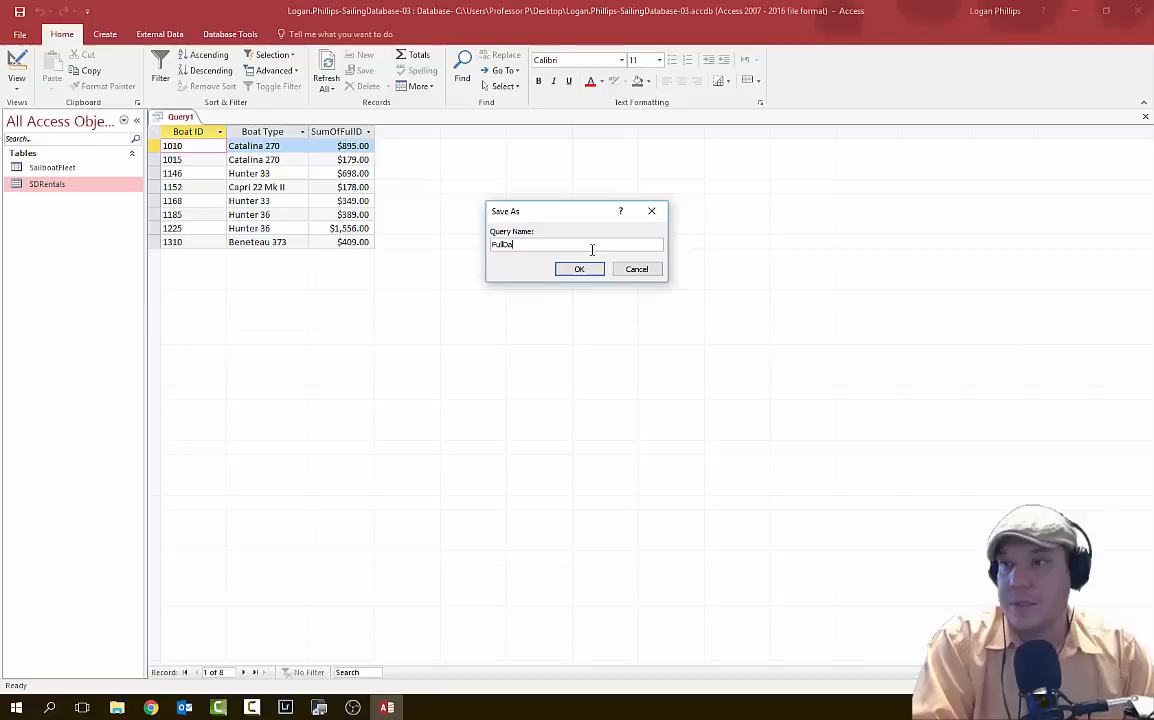 Logan.Phillips-SailingDatabase-03 : Database- C:\Users\Professor P\Desktop\Logan.Phillips-SailingDatabase-03.accdb (Access 2007 - 2016 file format) - Access
Logan Phillips
?
File Home Create External Data Database Tools Tell me what you want to do
View
Views
Paste
Cut
Copy
Format Painter
Clipboard
Filter
Ascending
Descending
Remove Sort
Selection
Advanced
Toggle Filter
Sort & Filter
Refresh All
New
Save
Delete
Totals
Spelling
More
Records
Find
Replace
Go To
Select
Find
Calibri 11
B I U A
Text Formatting
All Access Obje...
Search...
Tables
SailboatFleet
SDRentals
Query1
Boat ID Boat Type SumOfFullD
1010 Catalina 270 $895.00
1015 Catalina 270 $179.00
1146 Hunter 33 $698.00
1152 Capri 22 Mk II $178.00
1168 Hunter 33 $349.00
1185 Hunter 36 $389.00
1225 Hunter 36 $1,556.00
1310 Beneteau 373 $409.00
Save As ?
Query Name:
FullDa
OK Cancel
Record: 1 of 8 No Filter Search
Ready